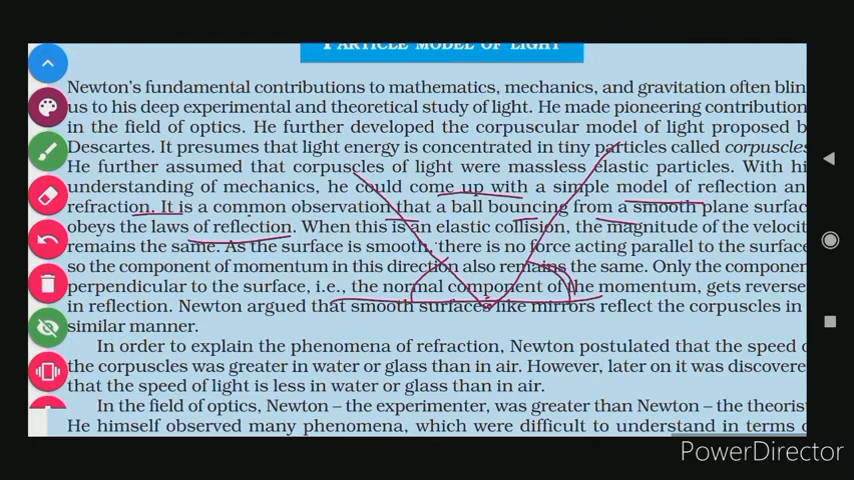 PARTICLE MODEL OF LIGHT
Newton's fundamental contributions to mathematics, mechanics, and gravitation often blin
us to his deep experimental and theoretical study of light. He made pioneering contribution
in the field of optics. He further developed the corpuscular model of light proposed b
Descartes. It presumes that light energy is concentrated in tiny particles called corpuscles
He further assumed that corpuscles of light were massless elastic particles. With hi
understanding of mechanics, he could come up with a simple model of reflection an
refraction. It is a common observation that a ball bouncing from a smooth plane surfac
obeys the laws of reflection. When this is an elastic collision, the magnitude of the velocit
remains the same. As the surface is smooth, there is no force acting parallel to the surface
so the component of momentum in this direction also remains the same. Only the componen
perpendicular to the surface, i.e., the normal component of the momentum, gets reverse
in reflection. Newton argued that smooth surfaces like mirrors reflect the corpuscles in
similar manner.
In order to explain the phenomena of refraction, Newton postulated that the speed o
the corpuscles was greater in water or glass than in air. However, later on it was discovere
that the speed of light is less in water or glass than in air.
In the field of optics, Newton – the experimenter, was greater than Newton – the theorist
He himself observed many phenomena, which were difficult to understand in terms o
PowerDirector